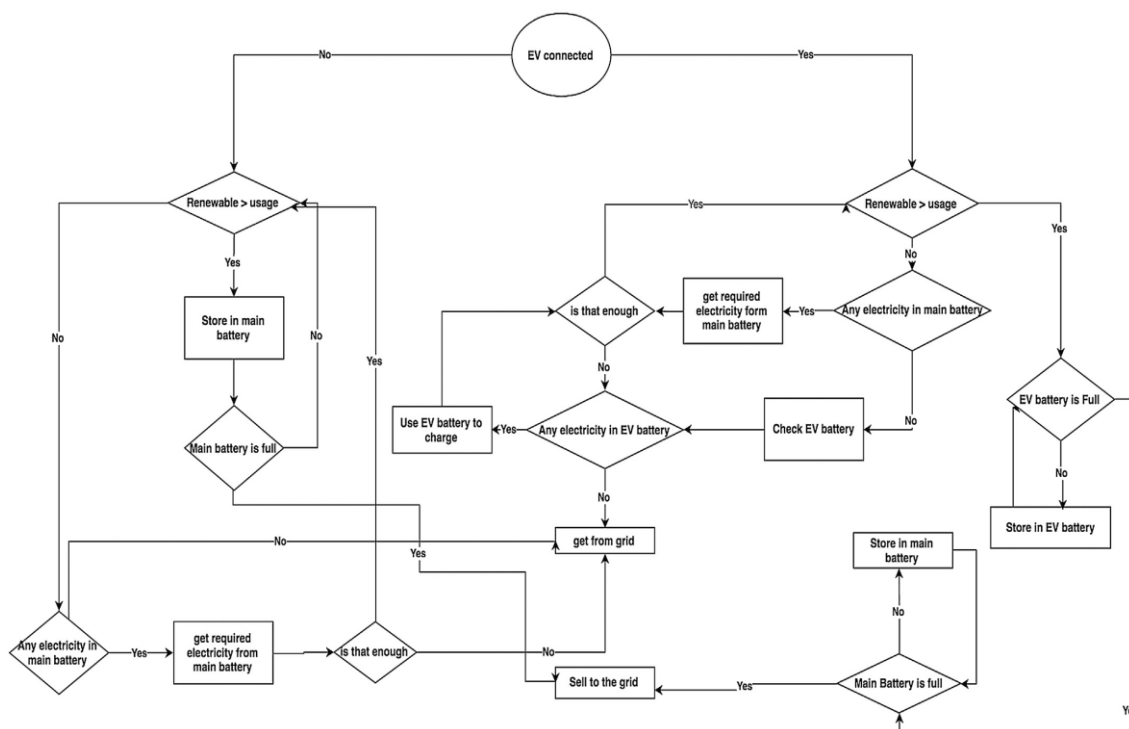 EV connected
No
Yes
Renewable > usage
Yes
No
Store in main
battery
No
Main battery is full
Yes
Yes
Renewable > usage
Yes
Yes
No
Any electricity in main battery
Yes
get required
electricity form
main battery
is that enough
No
No
Check EV battery
Any electricity in EV battery
Yes
Use EV battery to
charge
No
get from grid
EV battery is Full
No
Store in EV battery
No
Any electricity in
main battery
Yes
get required
electricity from
main battery
is that enough
No
Store in main
battery
No
Main Battery is full
Yes
Sell to the grid